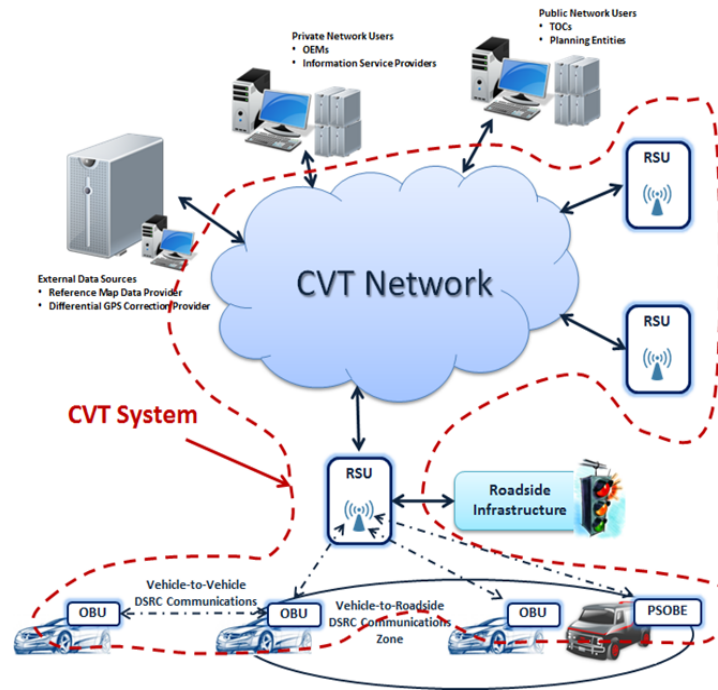 Private Network Users
• OEMs
• Information Service Providers
Public Network Users
• TOCs
• Planning Entities
RSU
External Data Sources
• Reference Map Data Provider
• Differential GPS Correction Provider
CVT Network
RSU
CVT System
RSU
Roadside
Infrastructure
Vehicle-to-Vehicle
DSRC Communications
OBU
OBU
Vehicle-to-Roadside
DSRC Communications
Zone
OBU
PSOBE